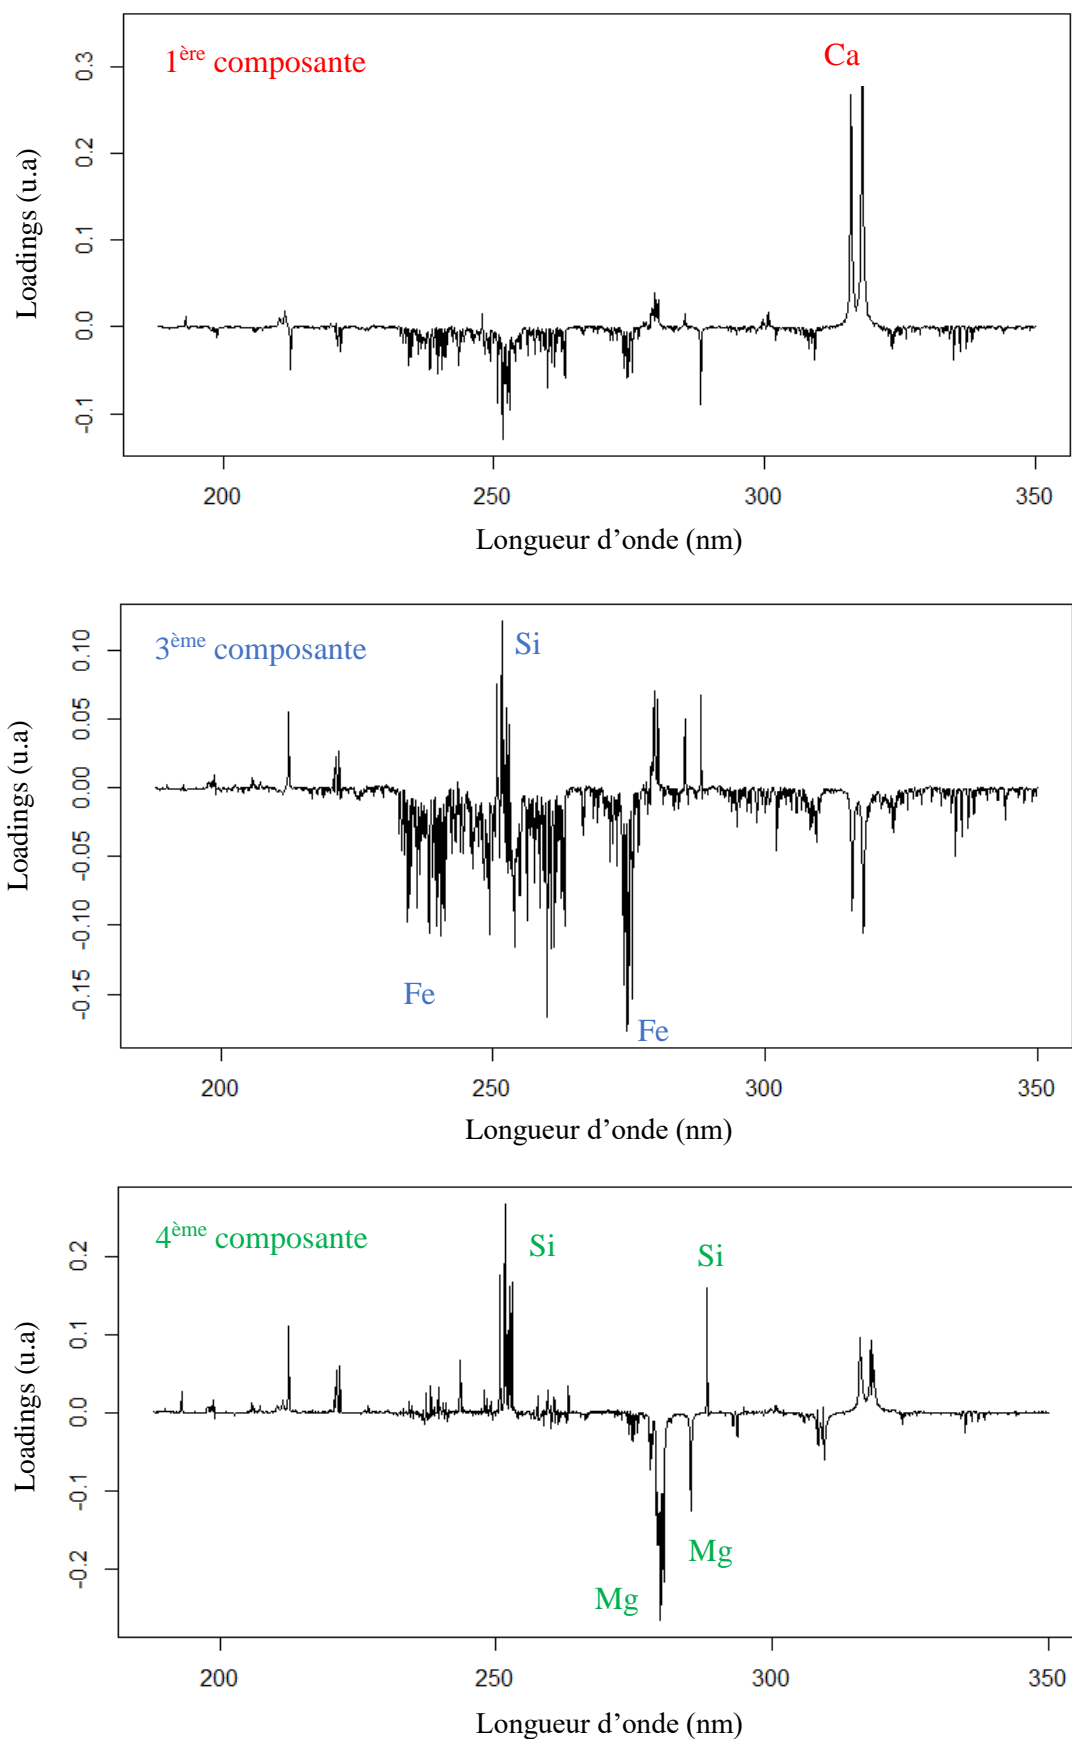 1ère composante
Ca
Loadings (u.a)
0.3
0.2
0.1
0.0
-0.1
200 250 300 350
Longueur d’onde (nm)
3ème composante
Si
Loadings (u.a)
0.10
0.05
0.00
-0.05
-0.10
-0.15
Fe
Fe
200 250 300 350
Longueur d’onde (nm)
4ème composante
Si
Si
Loadings (u.a)
0.2
0.1
0.0
-0.1
-0.2
Mg
Mg
200 250 300 350
Longueur d’onde (nm)